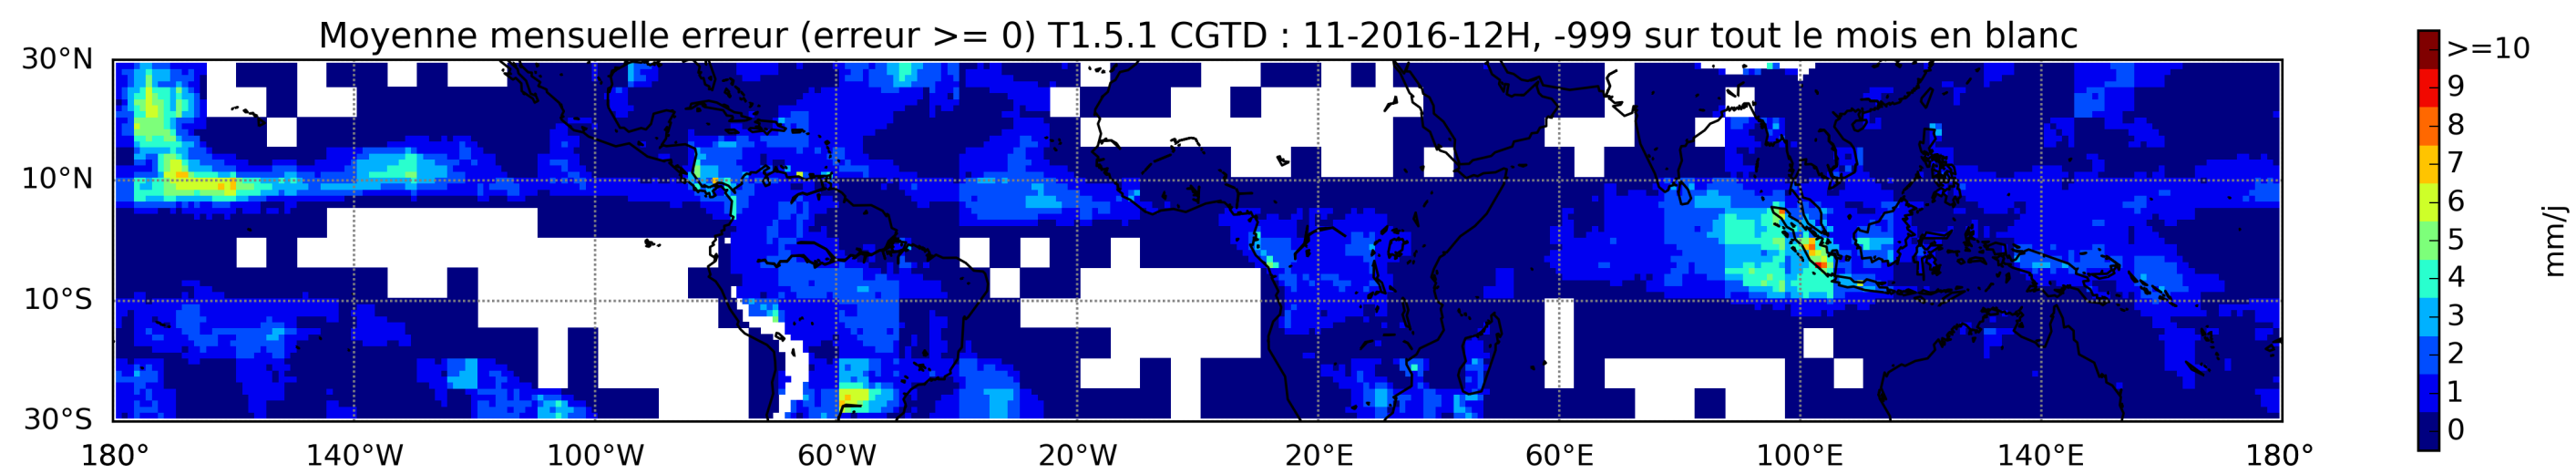 Moyenne mensuelle erreur (erreur >= 0) T1.5.1 CGTD : 11-2016-12H, -999 sur tout le mois en blanc
30°N
10°N
10°S
30°S
180° 140°W 100°W 60°W 20°W 20°E 60°E 100°E 140°E 180°
>=10
9
8
7
6
5
4
3
2
1
0
mm/j